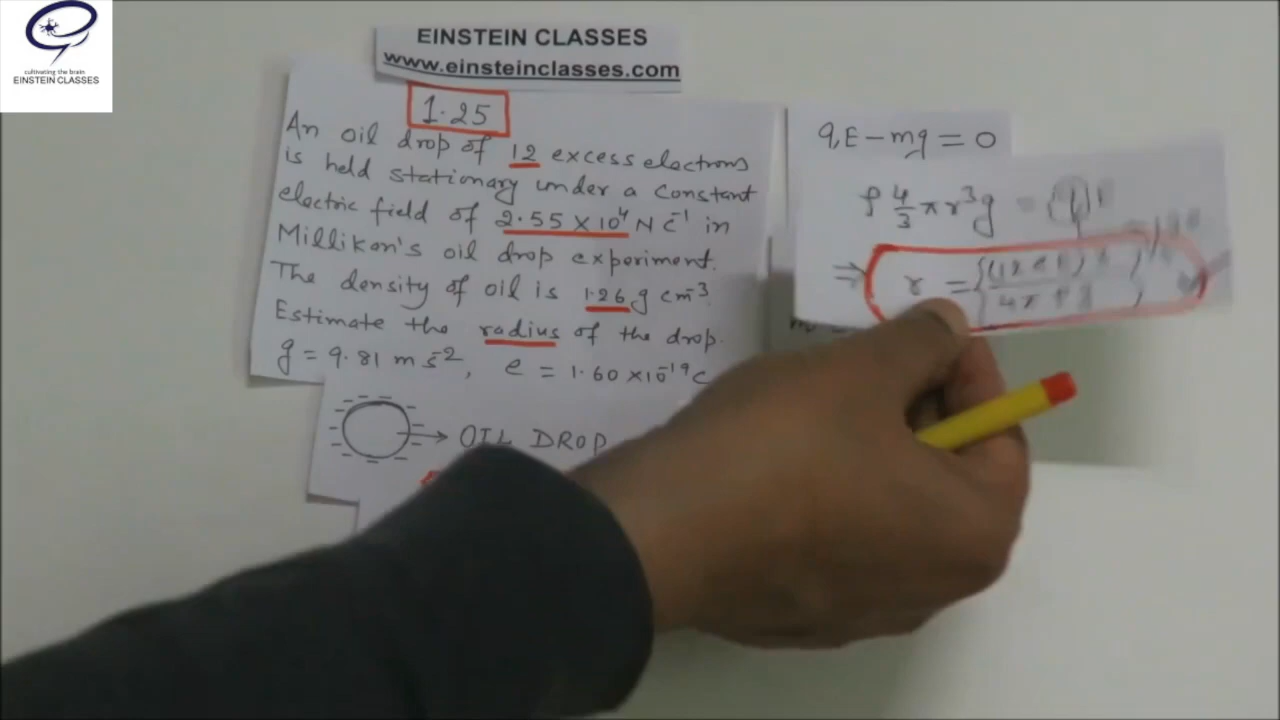 cultivating the brain
EINSTEIN CLASSES
EINSTEIN CLASSES
www.einsteinclasses.com
1.25
An oil drop of 12 excess electrons
is held stationary under a constant
electric field of 2.55 × 10⁴ N C⁻¹ in
Millikan's oil drop experiment.
The density of oil is 1.26 g cm⁻³.
Estimate the radius of the drop.
g = 9.81 m s⁻², e = 1.60 × 10⁻¹⁹ C
OIL DROP
q,E − mg = 0
ρ 4/3 π r³ g =
⇒ r =